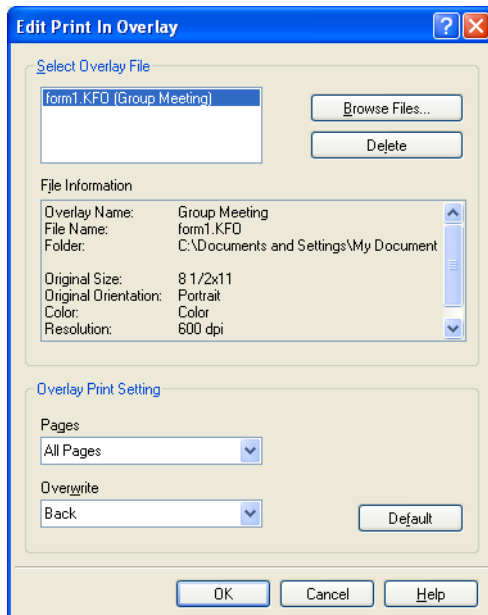 Edit Print In Overlay
Select Overlay File
form1.KFO (Group Meeting)
Browse Files...
Delete
File Information
Overlay Name: Group Meeting
File Name: form1.KFO
Folder: C:\Documents and Settings\My Document
Original Size: 8 1/2x11
Original Orientation: Portrait
Color: Color
Resolution: 600 dpi
Overlay Print Setting
Pages
All Pages
Overwrite
Back
Default
OK Cancel Help